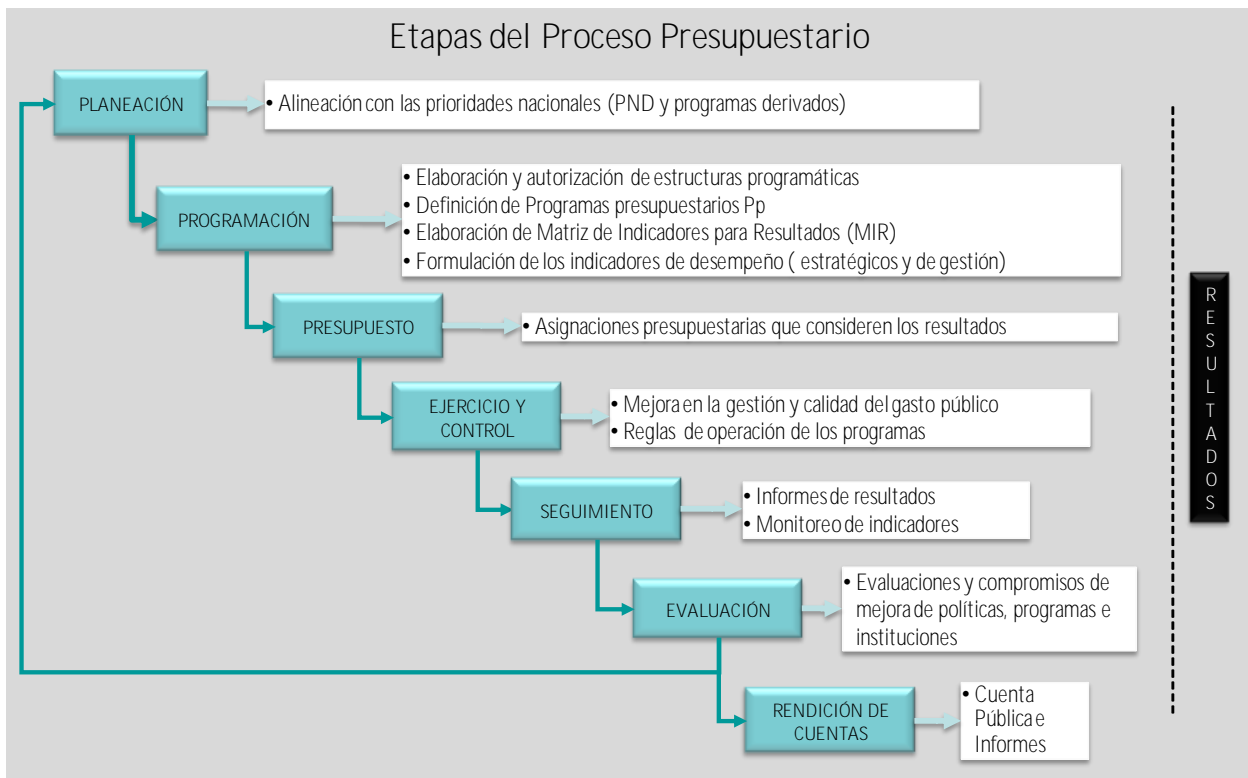 Etapas del Proceso Presupuestario
PLANEACIÓN
• Alineación con las prioridades nacionales (PND y programas derivados)
PROGRAMACIÓN
• Elaboración y autorización de estructuras programáticas
• Definición de Programas presupuestarios Pp
• Elaboración de Matriz de Indicadores para Resultados (MIR)
• Formulación de los indicadores de desempeño ( estratégicos y de gestión)
PRESUPUESTO
• Asignaciones presupuestarias que consideren los resultados
EJERCICIO Y
CONTROL
• Mejora en la gestión y calidad del gasto público
• Reglas de operación de los programas
SEGUIMIENTO
• Informes de resultados
• Monitoreo de indicadores
EVALUACIÓN
• Evaluaciones y compromisos de
mejora de políticas, programas e
instituciones
RENDICIÓN DE
CUENTAS
• Cuenta
Pública e
Informes
RESULTADOS